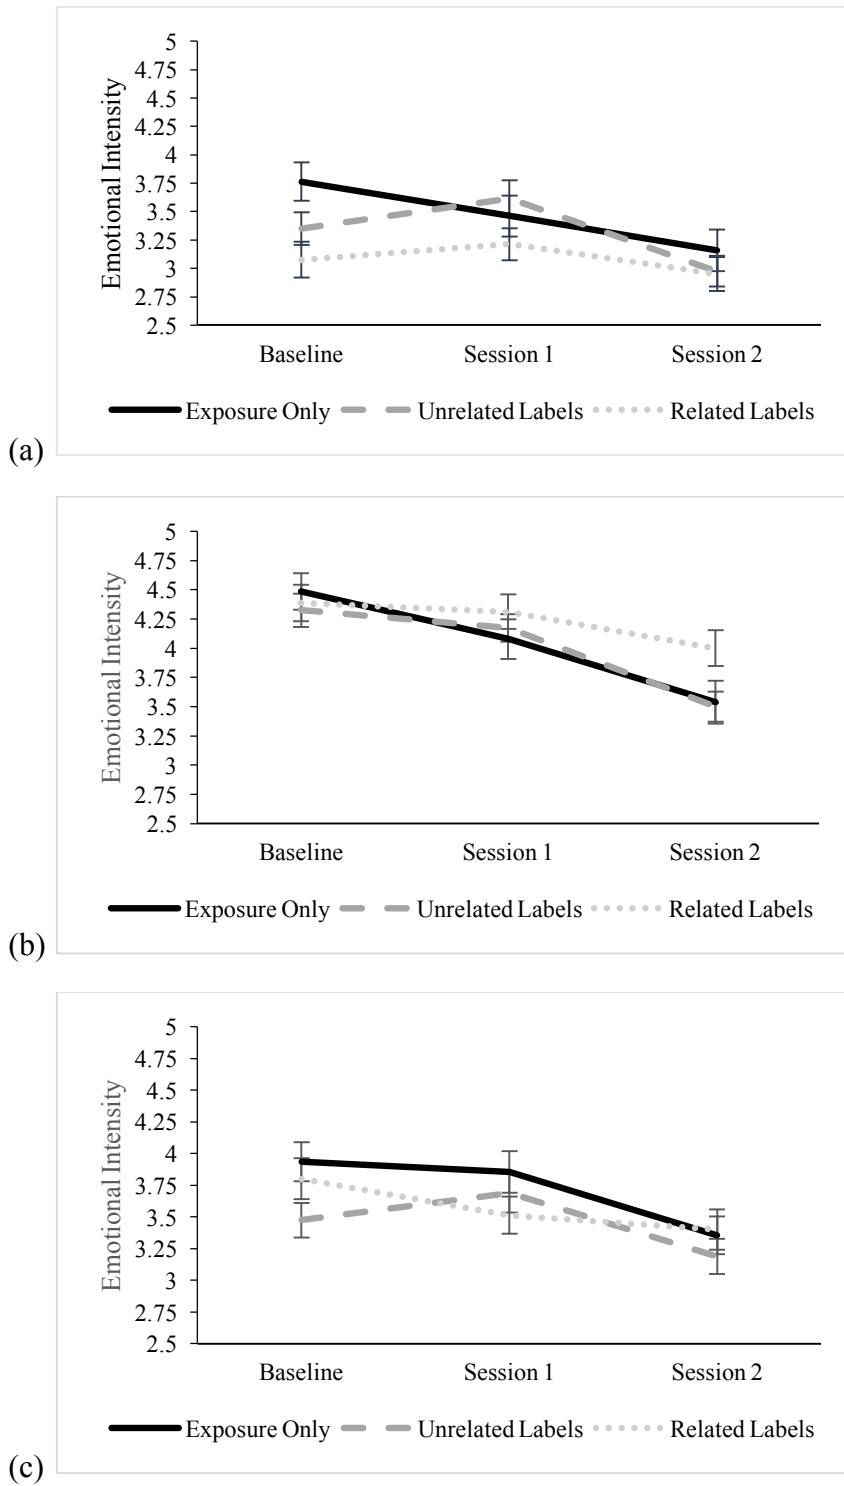 5
4.75
4.5
4.25
4
3.75
3.5
3.25
3
2.75
2.5
Emotional Intensity
Baseline Session 1 Session 2
Exposure Only Unrelated Labels Related Labels
(a)
5
4.75
4.5
4.25
4
3.75
3.5
3.25
3
2.75
2.5
Emotional Intensity
Baseline Session 1 Session 2
Exposure Only Unrelated Labels Related Labels
(b)
5
4.75
4.5
4.25
4
3.75
3.5
3.25
3
2.75
2.5
Emotional Intensity
Baseline Session 1 Session 2
Exposure Only Unrelated Labels Related Labels
(c)